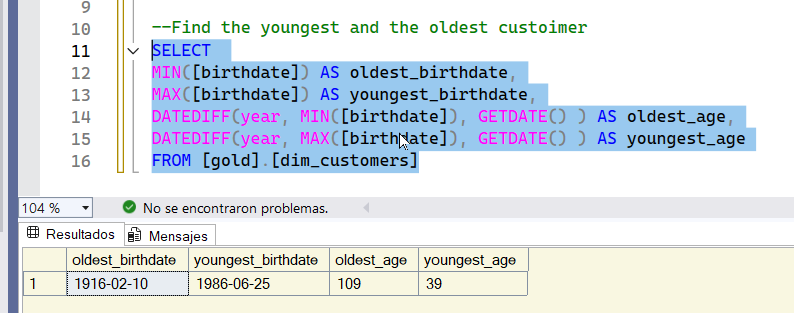 9
10 --Find the youngest and the oldest custoimer
11 SELECT
12 MIN([birthdate]) AS oldest_birthdate,
13 MAX([birthdate]) AS youngest_birthdate,
14 DATEDIFF(year, MIN([birthdate]), GETDATE() ) AS oldest_age,
15 DATEDIFF(year, MAX([birthdate]), GETDATE() ) AS youngest_age
16 FROM [gold].[dim_customers]
104 % No se encontraron problemas.
Resultados Mensajes
oldest_birthdate youngest_birthdate oldest_age youngest_age
1 1916-02-10 1986-06-25 109 39